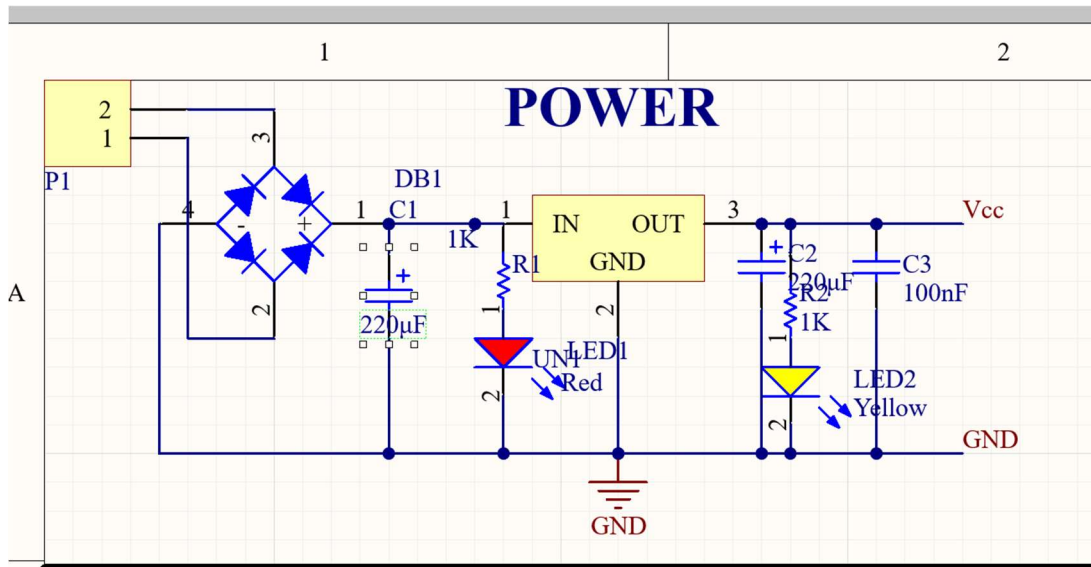 1
2
POWER
2
1
P1
3
DB1
4
1
C1
1K
1
IN
OUT
3
Vcc
-
+
R1
GND
+
+
C2
C3
220µF
100nF
R2
1K
2
220µF
1
2
1
UN1
LED1
Red
LED2
Yellow
2
2
A
GND
GND